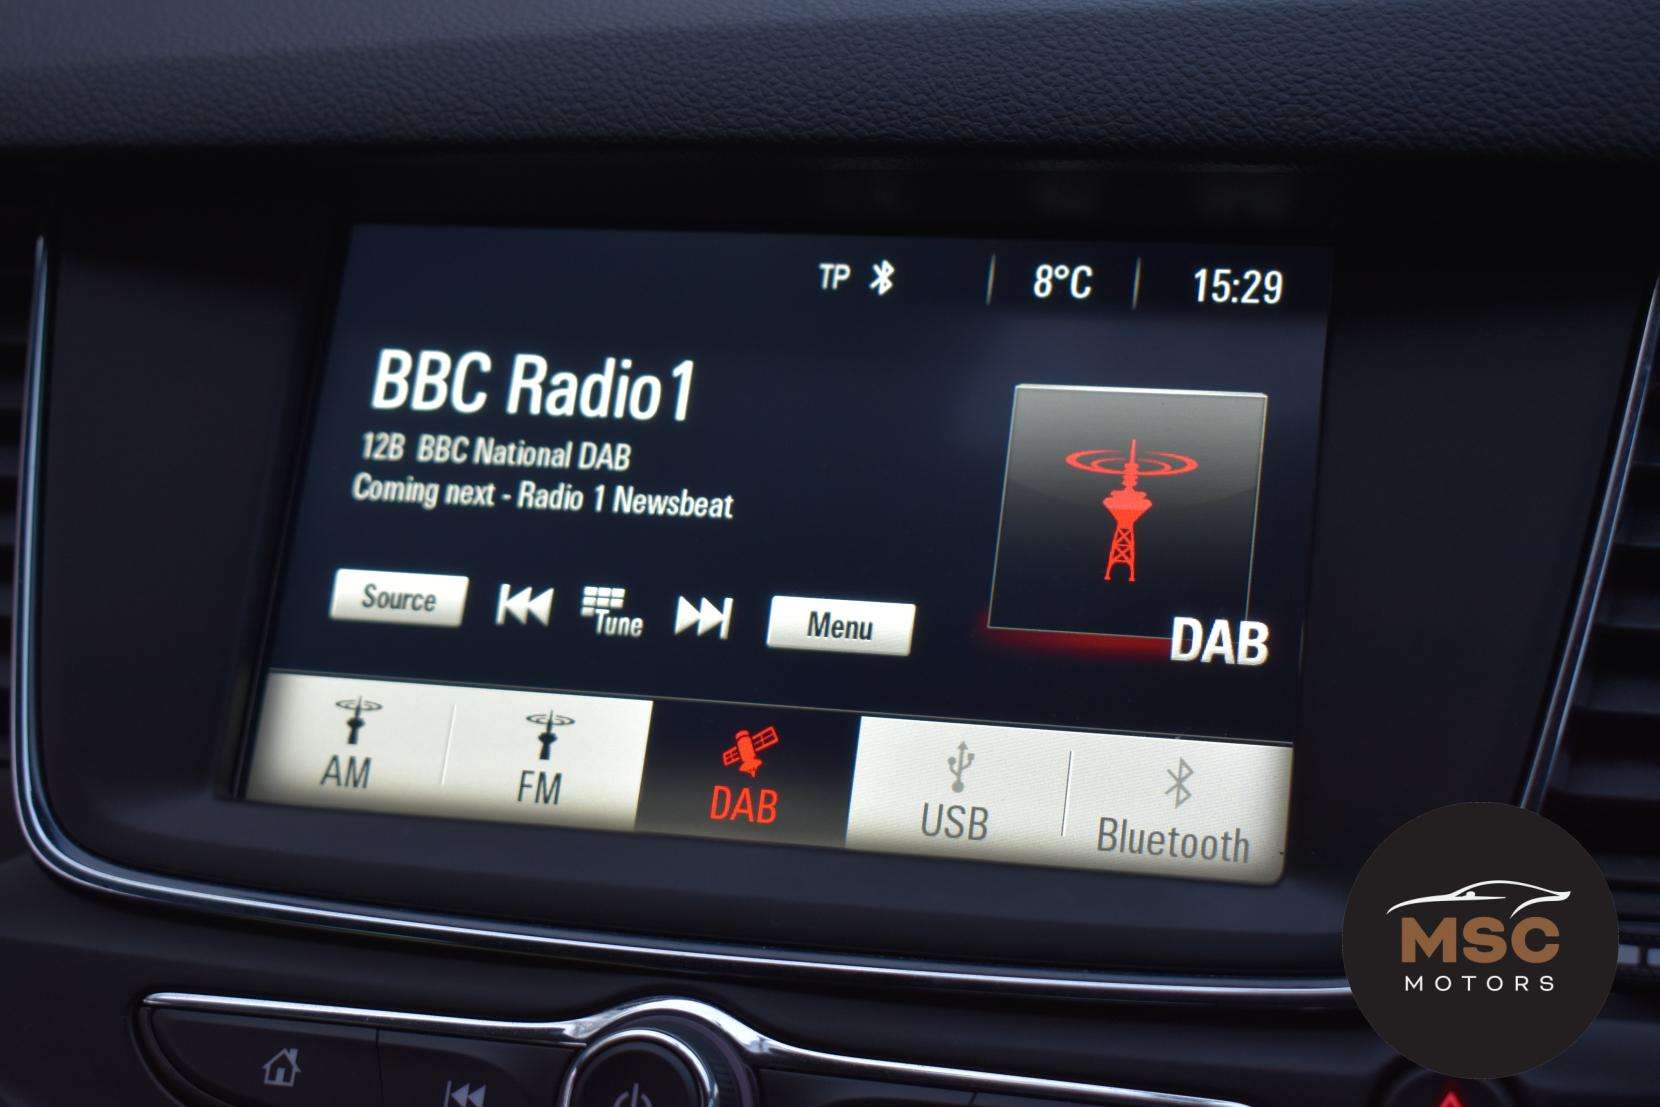 TP 8°C 15:29
BBC Radio1
12B BBC National DAB
Coming next - Radio 1 Newsbeat
Source Tune Menu
DAB
AM FM DAB USB Bluetooth
MSC
MOTORS